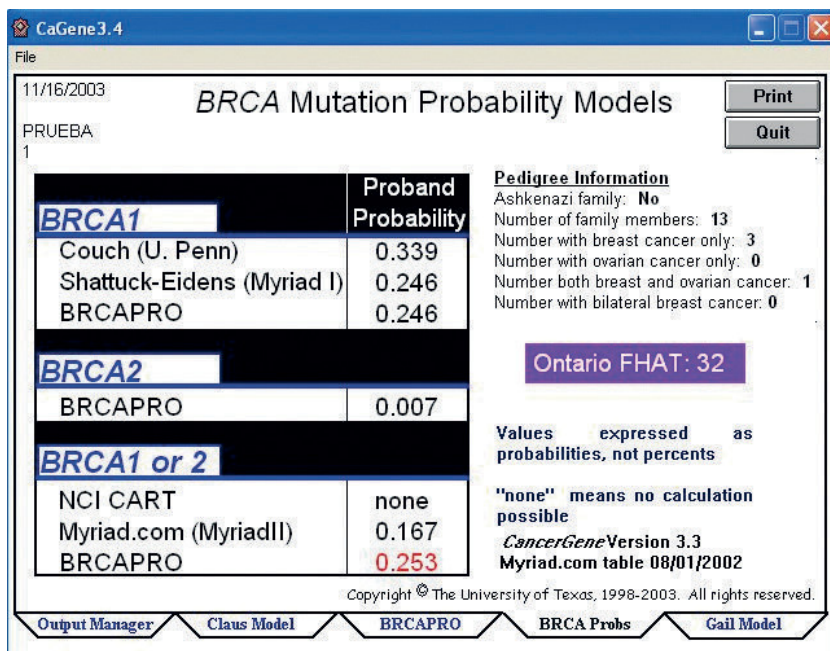 CaGene3.4
File
11/16/2003
BRCA Mutation Probability Models
Print
PRUEBA
Quit
1
Proband
Probability
BRCA1
Couch (U. Penn) 0.339
Shattuck-Eidens (Myriad I) 0.246
BRCAPRO 0.246
BRCA2
BRCAPRO 0.007
BRCA1 or 2
NCI CART none
Myriad.com (MyriadII) 0.167
BRCAPRO 0.253
Pedigree Information
Ashkenazi family: No
Number of family members: 13
Number with breast cancer only: 3
Number with ovarian cancer only: 0
Number both breast and ovarian cancer: 1
Number with bilateral breast cancer: 0
Ontario FHAT: 32
Values expressed as
probabilities, not percents
"none" means no calculation
possible
CancerGene Version 3.3
Myriad.com table 08/01/2002
Copyright © The University of Texas, 1998-2003. All rights reserved.
Output Manager Claus Model BRCAPRO BRCA Probs Gail Model